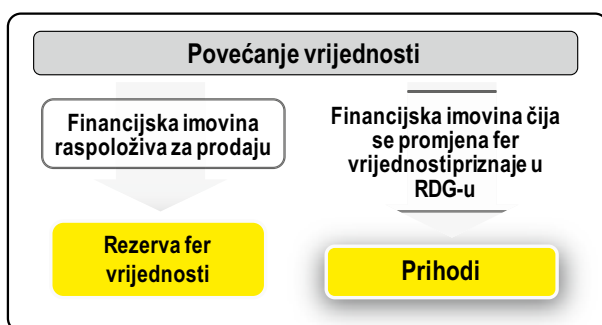 Povećanje vrijednosti
Financijska imovina
raspoloživa za prodaju
Financijska imovina čija
se promjena fer
vrijednostipriznaje u
RDG-u
Rezerva fer
vrijednosti
Prihodi